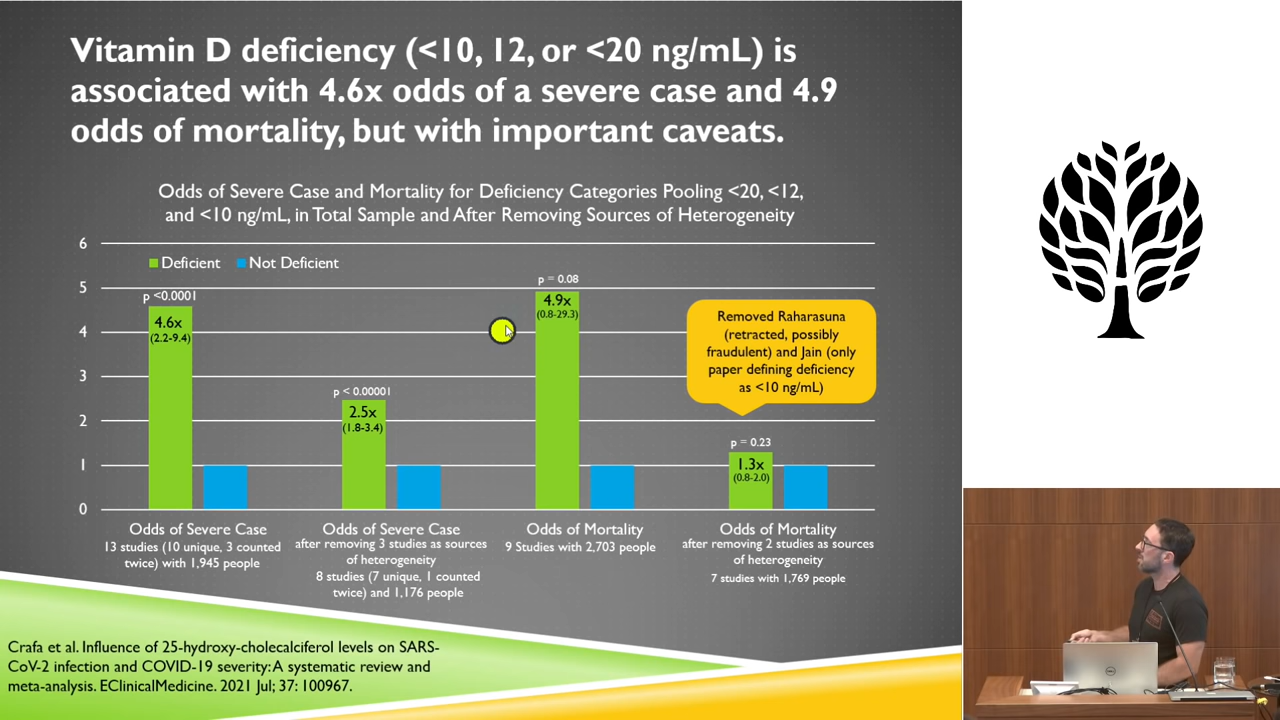 Vitamin D deficiency (<10, 12, or <20 ng/mL) is
associated with 4.6x odds of a severe case and 4.9
odds of mortality, but with important caveats.
Odds of Severe Case and Mortality for Deficiency Categories Pooling <20, <12,
and <10 ng/mL, in Total Sample and After Removing Sources of Heterogeneity
6
5
4
3
2
1
0
Deficient
Not Deficient
p <0.0001
4.6x
(2.2-9.4)
p < 0.00001
2.5x
(1.8-3.4)
p = 0.08
4.9x
(0.8-29.3)
Removed Raharasuna
(retracted, possibly
fraudulent) and Jain (only
paper defining deficiency
as <10 ng/mL)
p = 0.23
1.3x
(0.8-2.0)
Odds of Severe Case
13 studies (10 unique, 3 counted
twice) with 1,945 people
Odds of Severe Case
after removing 3 studies as sources
of heterogeneity
8 studies (7 unique, 1 counted
twice) and 1,176 people
Odds of Mortality
9 Studies with 2,703 people
Odds of Mortality
after removing 2 studies as sources
of heterogeneity
7 studies with 1,769 people
Crafa et al. Influence of 25-hydroxy-cholecalciferol levels on SARS-
CoV-2 infection and COVID-19 severity: A systematic review and
meta-analysis. EClinicalMedicine. 2021 Jul; 37: 100967.